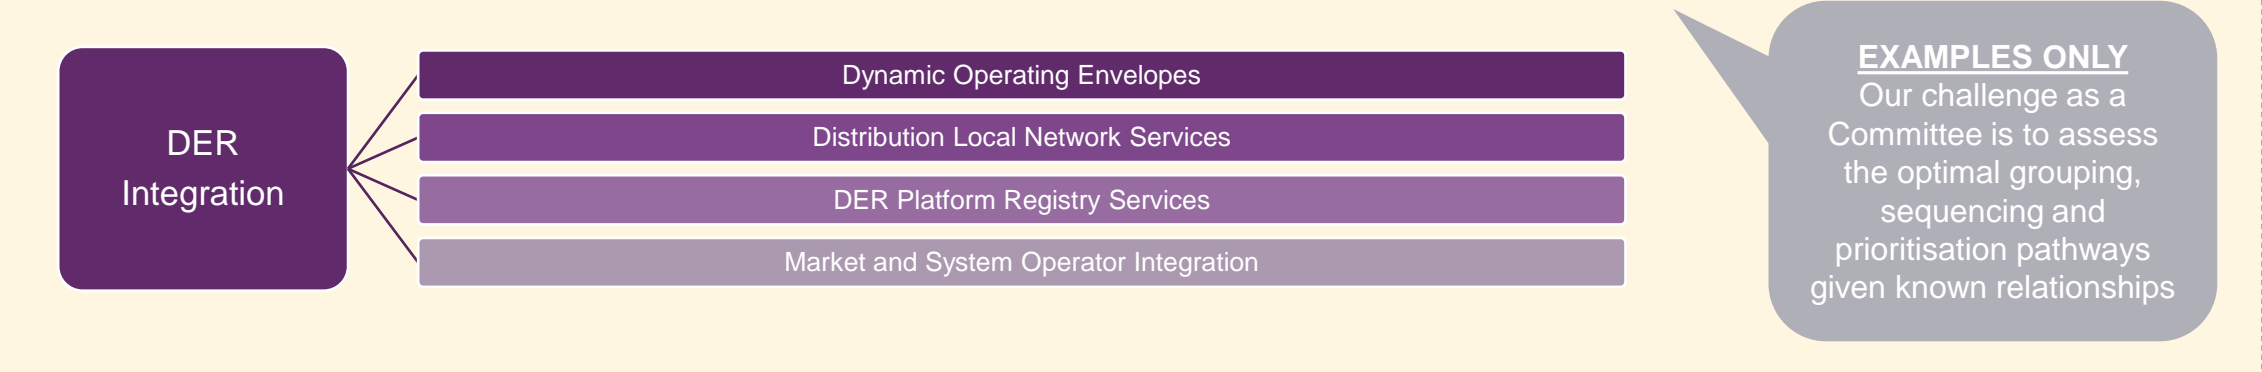 DER
Integration
Dynamic Operating Envelopes
Distribution Local Network Services
DER Platform Registry Services
Market and System Operator Integration
EXAMPLES ONLY
Our challenge as a
Committee is to assess
the optimal grouping,
sequencing and
prioritisation pathways
given known relationships